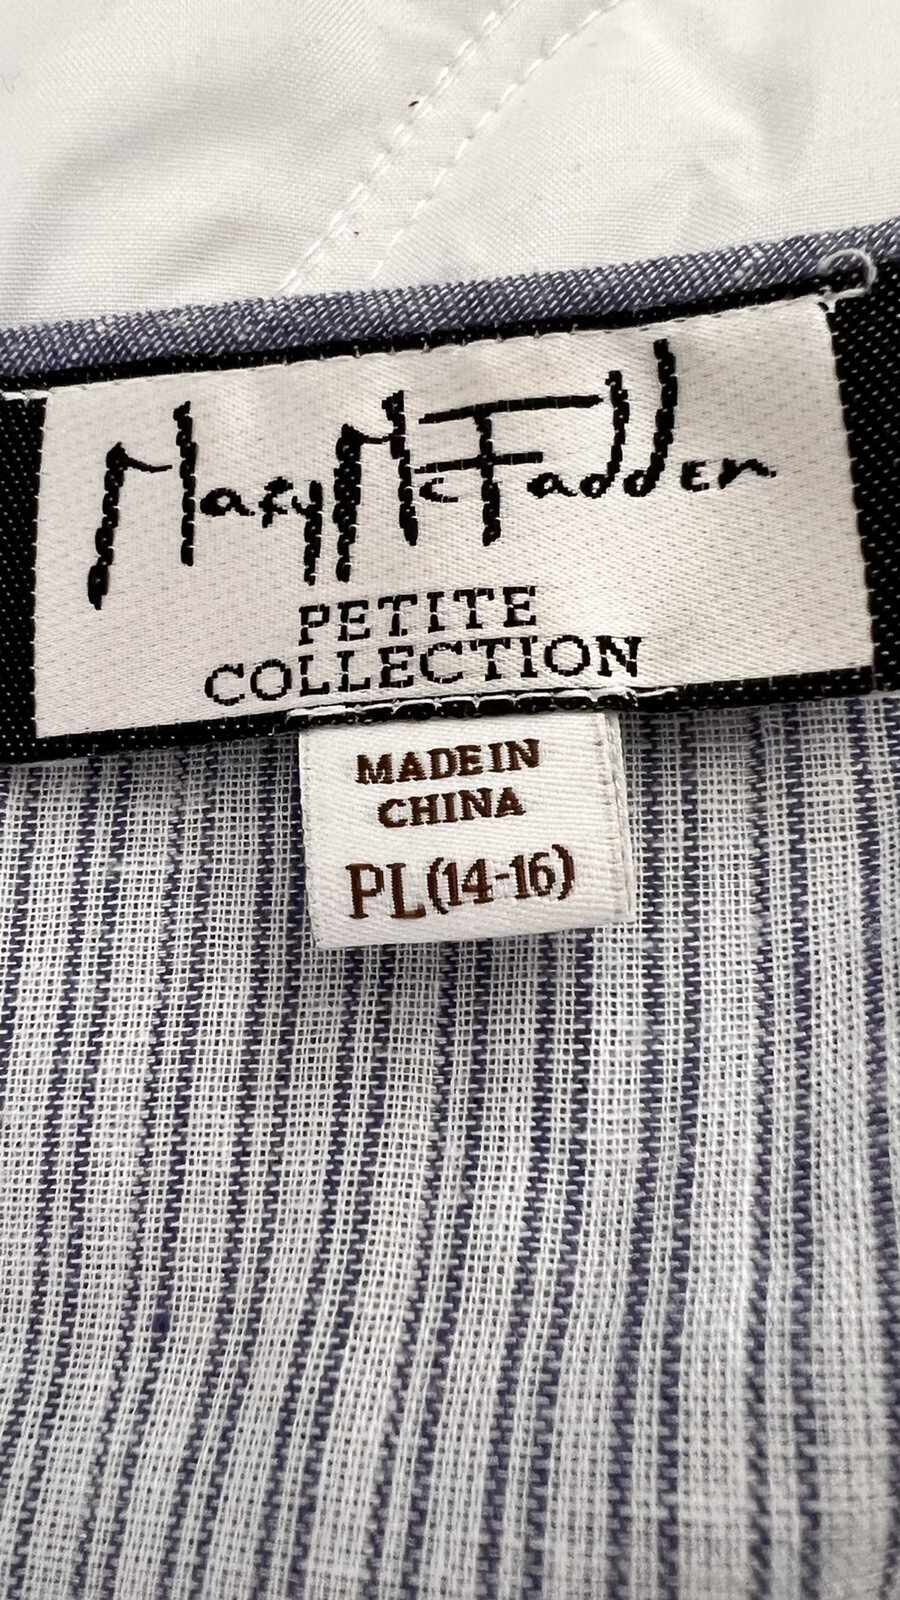 Mary McFadden
PETITE
COLLECTION
MADE IN
CHINA
PL(14-16)